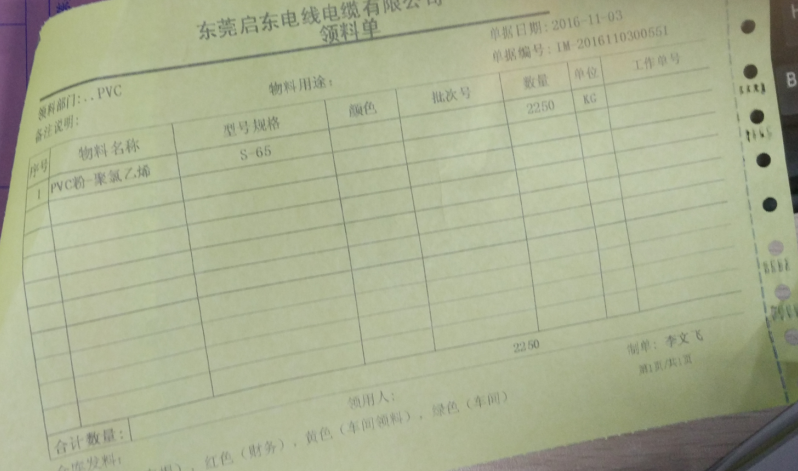 东莞启东电线电缆有限公司
领料单
单据日期:2016-11-03
单据编号:IM-2016110300551
领料部门:..PVC
物料用途:
备注说明:
序号 物料名称 型号规格 颜色 批次号 数量 单位 工作单号
1 PVC粉-聚氯乙烯 S-65 2250 KG
合计数量: 2250
制单: 李文飞
第1页/共1页
领用人:
仓库发料:
红色(财务), 黄色(车间领料), 绿色(车间)